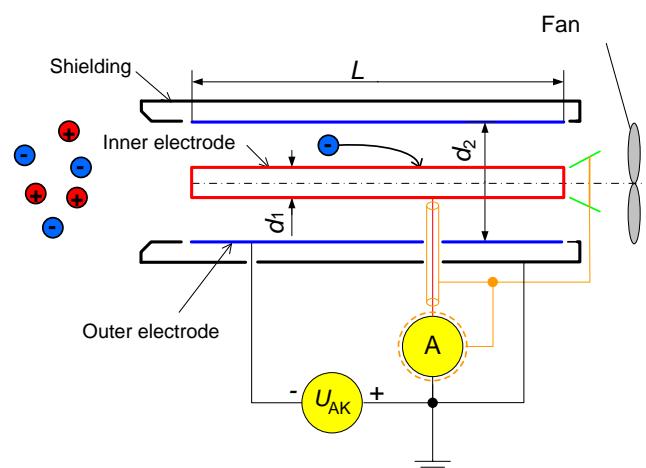 Fan
Shielding
L
Inner electrode
-
d2
d1
+
-
-
+
+
-
Outer electrode
A
- UAK +